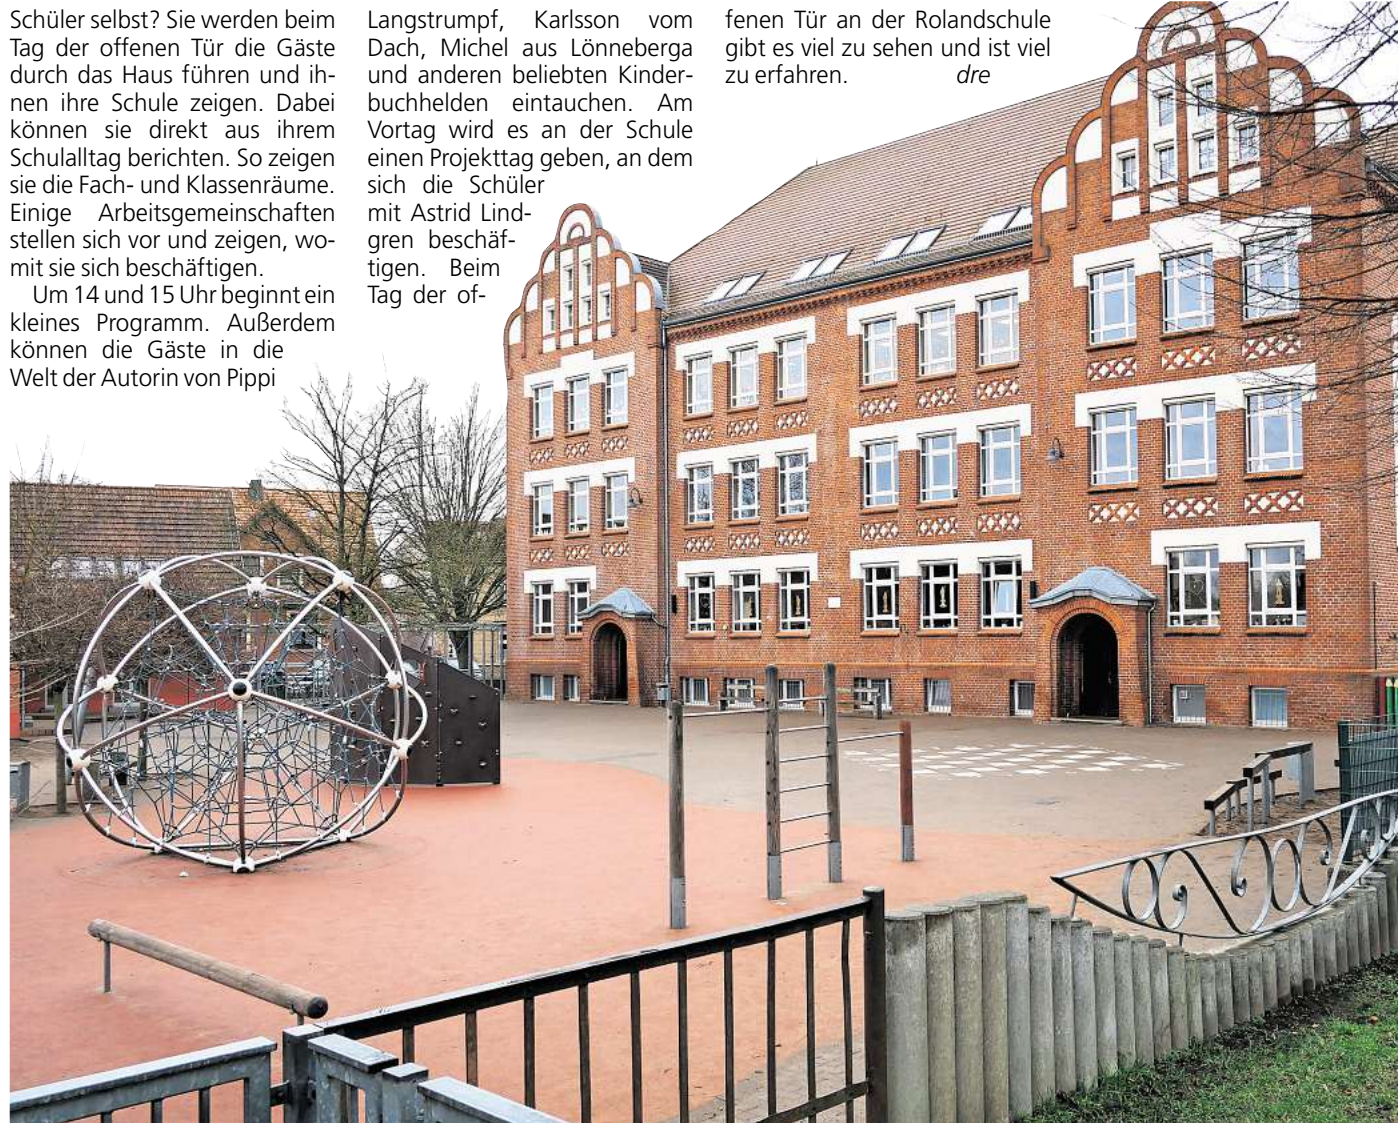 Schüler selbst? Sie werden beim
Tag der offenen Tür die Gäste
durch das Haus führen und ih-
nen ihre Schule zeigen. Dabei
können sie direkt aus ihrem
Schulalltag berichten. So zeigen
sie die Fach- und Klassenräume.
Einige Arbeitsgemeinschaften
stellen sich vor und zeigen, wo-
mit sie sich beschäftigen.
Um 14 und 15 Uhr beginnt ein
kleines Programm. Außerdem
können die Gäste in die
Welt der Autorin von Pippi
Langstrumpf, Karlsson vom
Dach, Michel aus Lönneberga
und anderen beliebten Kinder-
buchhelden eintauchen. Am
Vortag wird es an der Schule
einen Projekttag geben, an dem
sich die Schüler
mit Astrid Lind-
gren beschäf-
tigen. Beim
Tag der of-
fenen Tür an der Rolandschule
gibt es viel zu sehen und ist viel
zu erfahren. dre